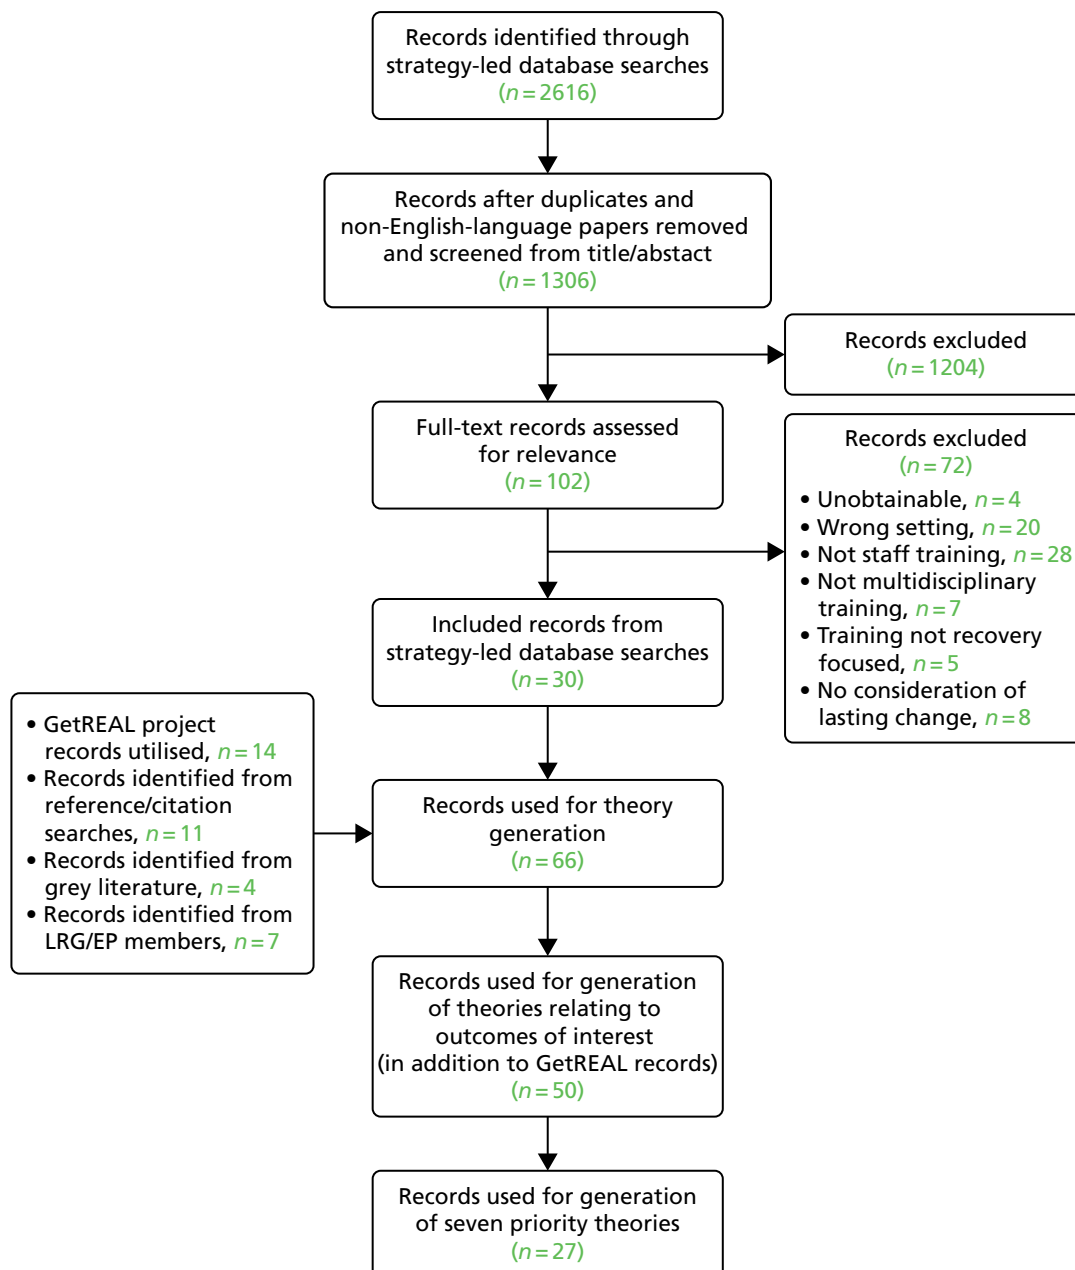 Records identified through
strategy-led database searches
(n = 2616)
Records after duplicates and
non-English-language papers removed
and screened from title/abstact
(n = 1306)
Records excluded
(n = 1204)
Full-text records assessed
for relevance
(n = 102)
Records excluded
(n = 72)
• Unobtainable, n = 4
• Wrong setting, n = 20
• Not staff training, n = 28
• Not multidisciplinary
training, n = 7
• Training not recovery
focused, n = 5
• No consideration of
lasting change, n = 8
Included records from
strategy-led database searches
(n = 30)
• GetREAL project
records utilised, n = 14
• Records identified from
reference/citation
searches, n = 11
• Records identified from
grey literature, n = 4
• Records identified from
LRG/EP members, n = 7
Records used for theory
generation
(n = 66)
Records used for generation
of theories relating to
outcomes of interest
(in addition to GetREAL records)
(n = 50)
Records used for generation
of seven priority theories
(n = 27)